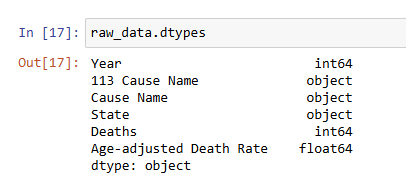 In [17]: raw_data.dtypes
Out[17]: Year int64
113 Cause Name object
Cause Name object
State object
Deaths int64
Age-adjusted Death Rate float64
dtype: object